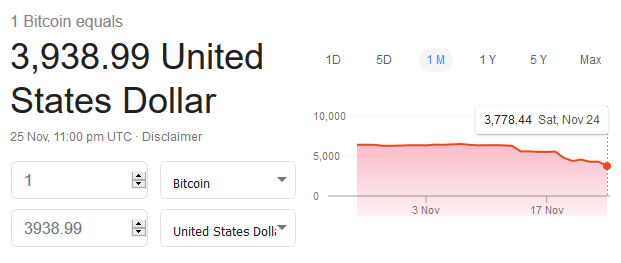 1 Bitcoin equals
3,938.99 United
States Dollar
25 Nov, 11:00 pm UTC · Disclaimer
1 Bitcoin
3938.99 United States Doll
1D 5D 1 M 1 Y 5 Y Max
3,778.44 Sat, Nov 24
10,000
5,000
0
3 Nov 17 Nov